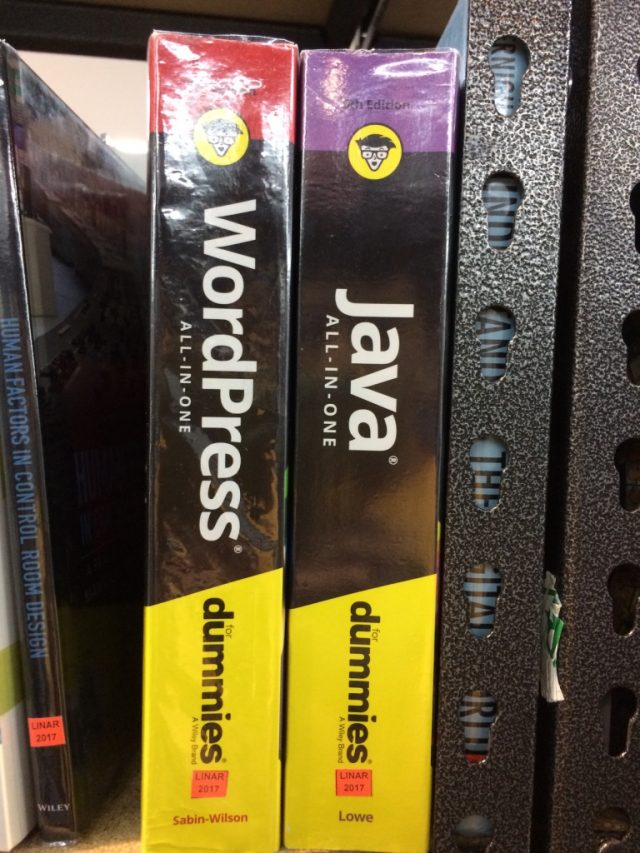 HUMAN FACTORS IN CONTROL ROOM DESIGN
LINAR
2017
WILEY
WordPress®
ALL-IN-ONE
for
dummies®
A Wiley Brand
LINAR
2017
Sabin-Wilson
Edition
Java®
ALL-IN-ONE
for
dummies®
A Wiley Brand
LINAR
2017
Lowe